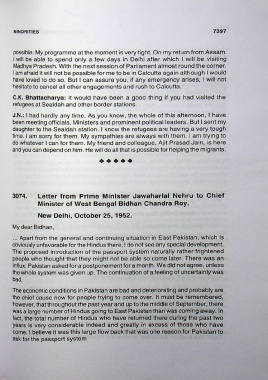 MINORITIES 7397
possible. My programme at the moment is very tight. On my return from Assam,
I will be able to spend only a few days in Delhi after which I will be visiting
Madhya Pradesh. With the next session of Parliament almost round the corner,
I am afraid it will not be possible for me to be in Calcutta again although I would
have loved to do so. But I can assure you, if any emergency arises, I will not
hesitate to cancel all other engagements and rush to Calcutta.
C.K. Bhattacharya: It would have been a good thing if you had visited the
refugees at Sealdah and other border stations.
J.N.: I had hardly any time. As you know, the whole of this afternoon, I have
been meeting officials, Ministers and prominent political leaders. But I sent my
daughter to the Sealdah station. I know the refugees are having a very tough
time. I am sorry for them. My sympathies are always with them. I am trying to
do whatever I can for them. My friend and colleague, Ajit Prasad Jain, is here
and you can depend on him. He will do all that is possible for helping the migrants.
3074. Letter from Prime Minister Jawaharlal Nehru to Chief
Minister of West Bengal Bidhan Chandra Roy.
New Delhi, October 25, 1952.
My dear Bidhan,
... Apart from the general and continuing situation in East Pakistan, which is
obviously unfavorable for the Hindus there, I do not see any special development.
The proposed introduction of the passport system naturally frightened
people who thought that they might not be able so come later. There was an
influx. Pakistan asked for a postponement for a month. We did not agree, unless
the whole system was given up. The continuation of a feeling of uncertainty was
bad.
The economic conditions in Pakistan are bad and deteriorating and probably are
the chief cause now for people trying to come over. It must be remembered,
however, that throughout the past year and up to the middle of September, there
was a large number of Hindus going to East Pakistan than was coming away. In
fact, the total number of Hindus who have returned there during the past two
years is very considerable indeed and greatly in excess of those who have
come. I believe it was this large flow back that was one reason for Pakistan to
ask for the passport system